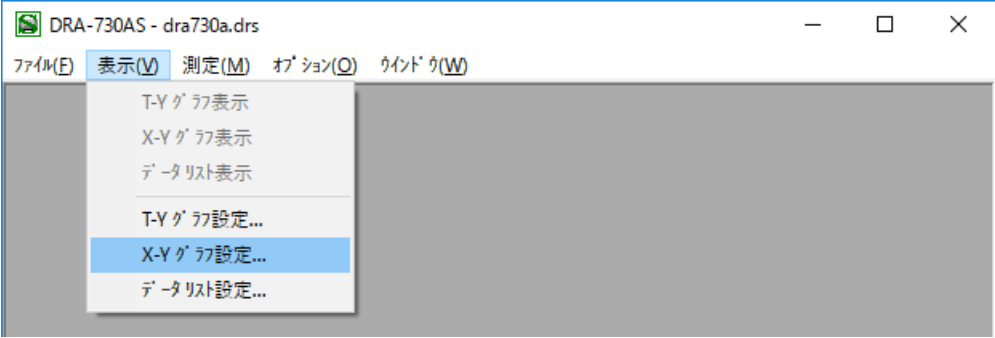 DRA-730AS - dra730a.drs
ﾌｧｲﾙ(F) 表示(V) 測定(M) ｵﾌﾟｼｮﾝ(O) ｳｲﾝﾄﾞｳ(W)
T-Y ｸﾞﾗﾌ表示
X-Y ｸﾞﾗﾌ表示
ﾃﾞｰﾀ ﾘｽﾄ表示
T-Y ｸﾞﾗﾌ設定...
X-Y ｸﾞﾗﾌ設定...
ﾃﾞｰﾀ ﾘｽﾄ設定...